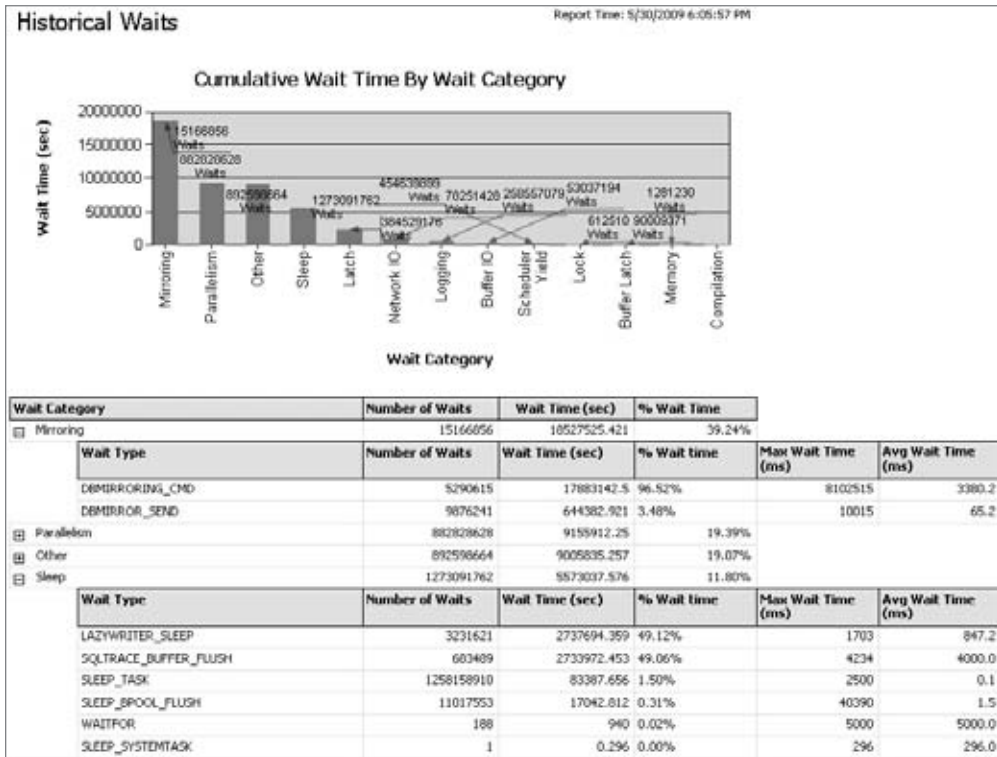 Historical Waits
Report Time: 5/30/2009 6:05:57 PM
Cumulative Wait Time By Wait Category
Wait Time (sec)
20000000
15000000
10000000
5000000
0
15166856 Waits
882828628 Waits
892598664 Waits
1273091762 Waits
384529176 Waits
454639899 Waits
78251428 Waits
258557079 Waits
53037194 Waits
612510 Waits
90009371 Waits
1281230 Waits
Mirroring
Parallelism
Other
Sleep
Latch
Network IO
Logging
Buffer IO
Scheduler Yield
Lock
Buffer Latch
Memory
Compilation
Wait Category
Wait Category Number of Waits Wait Time (sec) % Wait Time
Mirroring 15166856 18527525.421 39.24%
Wait Type Number of Waits Wait Time (sec) % Wait time Max Wait Time (ms) Avg Wait Time (ms)
DBMIRRORING_CMD 5290615 17883142.5 96.52% 8102515 3380.2
DBMIRROR_SEND 9876241 644382.921 3.48% 10015 65.2
Parallelism 882828628 9155912.25 19.39%
Other 892598664 9005835.257 19.07%
Sleep 1273091762 5573037.576 11.80%
Wait Type Number of Waits Wait Time (sec) % Wait time Max Wait Time (ms) Avg Wait Time (ms)
LAZYWRITER_SLEEP 3231621 2737694.359 49.12% 1703 847.2
SQLTRACE_BUFFER_FLUSH 683489 2733972.453 49.06% 4234 4000.0
SLEEP_TASK 1258158910 83387.656 1.50% 2500 0.1
SLEEP_BPOOL_FLUSH 11017553 17042.812 0.31% 40390 1.5
WAITFOR 188 940 0.02% 5000 5000.0
SLEEP_SYSTEMTASK 1 0.296 0.00% 296 296.0